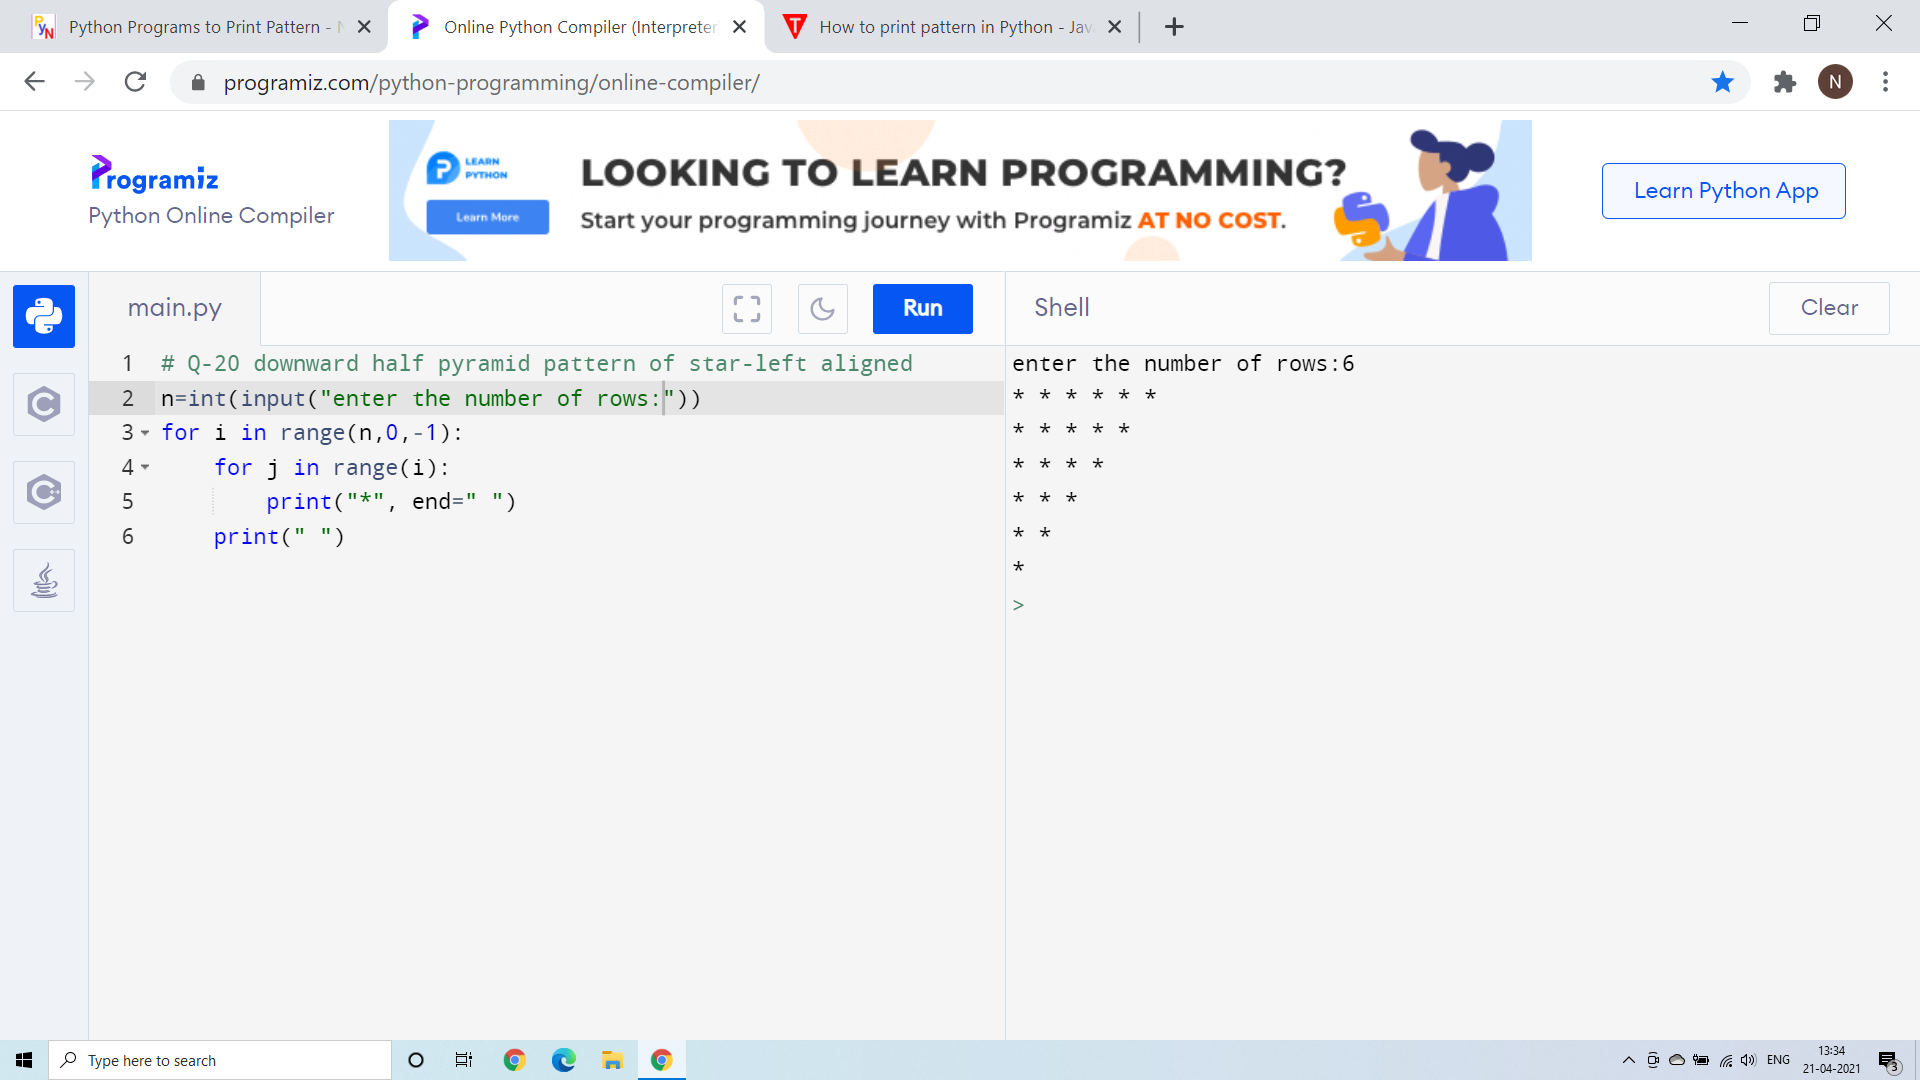 Python Programs to Print Pattern -
Online Python Compiler (Interpreter
How to print pattern in Python - Jav
programiz.com/python-programming/online-compiler/
N
Programiz
Python Online Compiler
LEARN
PYTHON
Learn More
LOOKING TO LEARN PROGRAMMING?
Start your programming journey with Programiz AT NO COST.
Learn Python App
main.py
Run
Shell
Clear
1 # Q-20 downward half pyramid pattern of star-left aligned
2 n=int(input("enter the number of rows:"))
3 for i in range(n,0,-1):
4     for j in range(i):
5         print("*", end=" ")
6     print(" ")
enter the number of rows:6
* * * * * *
* * * * *
* * * *
* * *
* *
*
>
Type here to search
ENG
13:34
21-04-2021
3